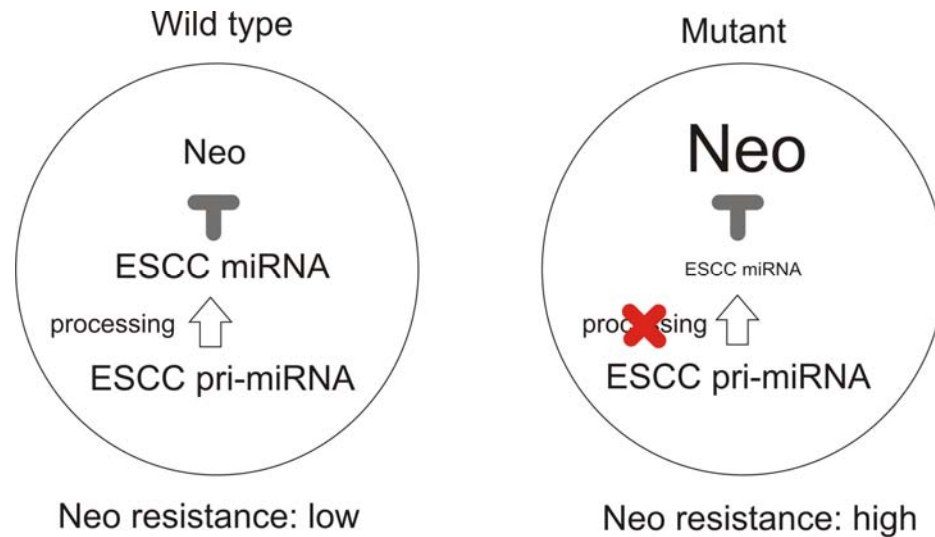 Wild type
Neo
ESCC miRNA
processing
ESCC pri-miRNA
Neo resistance: low
Mutant
Neo
ESCC miRNA
ESCC pri-miRNA
Neo resistance: high